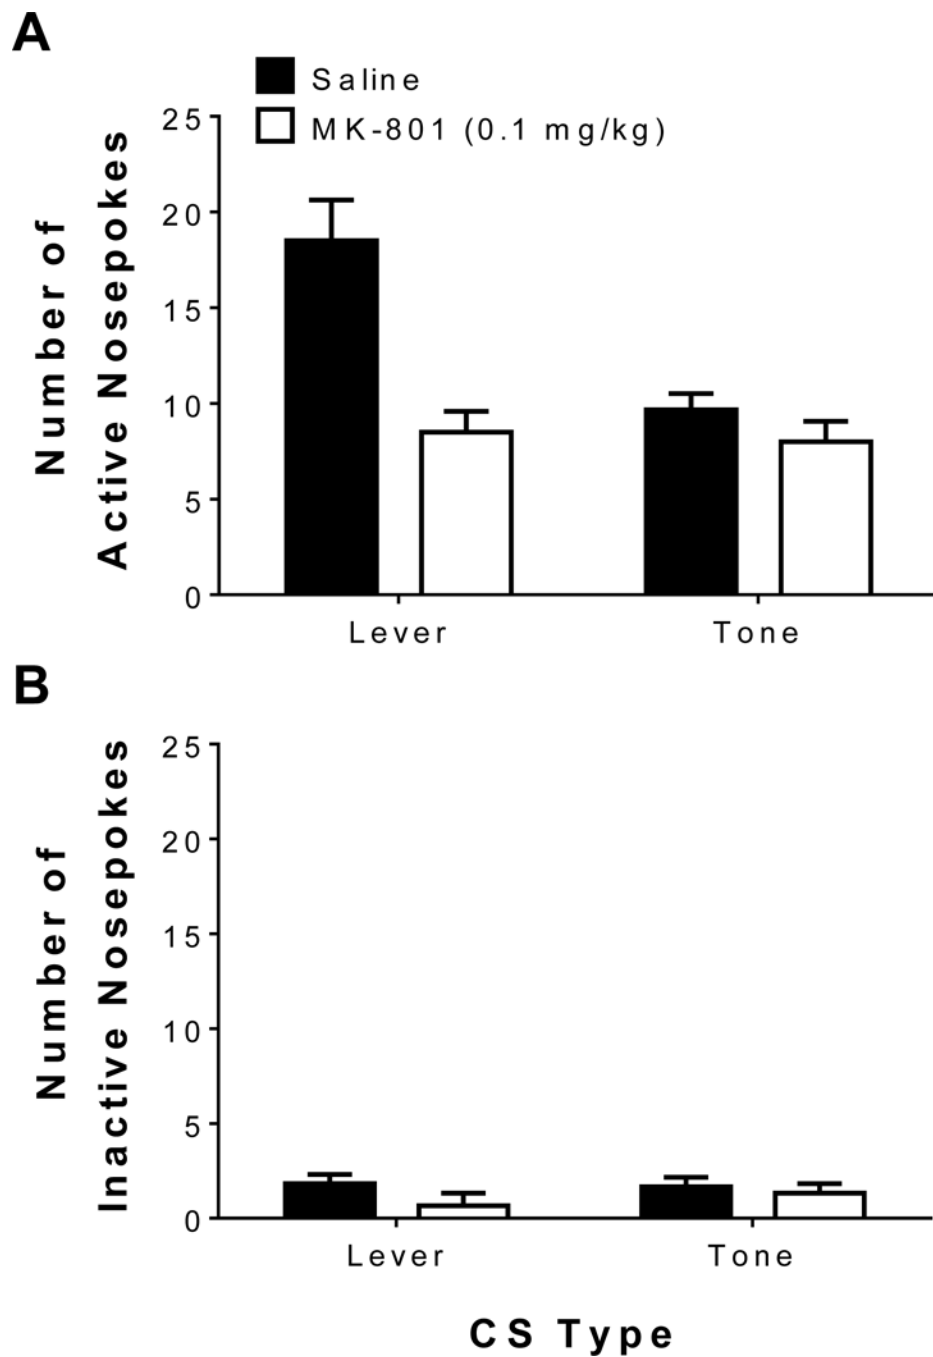 A
Saline
MK-801 (0.1 mg/kg)
Number of
Active Nosepokes
25
20
15
10
5
0
Lever Tone
B
Number of
Inactive Nosepokes
25
20
15
10
5
0
Lever Tone
CS Type